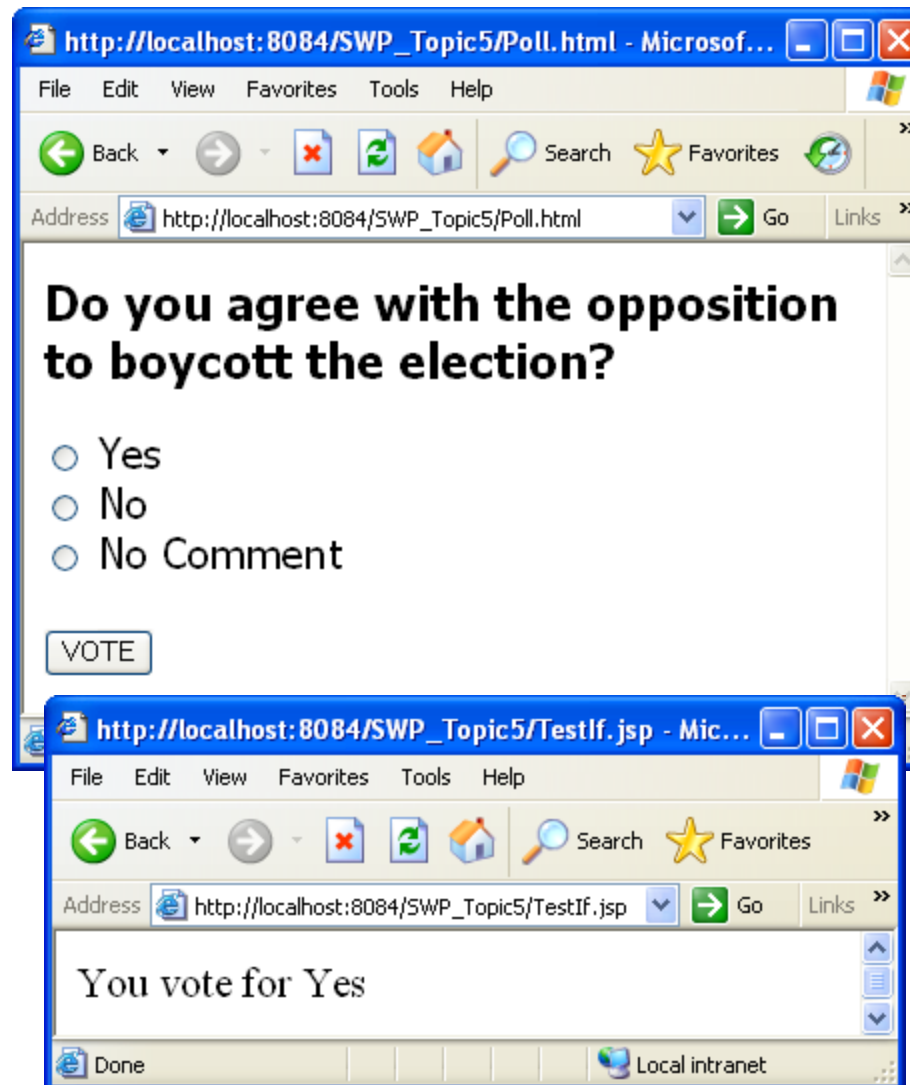 http://localhost:8084/SWP_Topic5/Poll.html - Microsof...
File Edit View Favorites Tools Help
Back Search Favorites »
Address http://localhost:8084/SWP_Topic5/Poll.html Go Links »
Do you agree with the opposition
to boycott the election?
Yes
No
No Comment
VOTE
http://localhost:8084/SWP_Topic5/TestIf.jsp - Mic...
File Edit View Favorites Tools Help
Back Search Favorites »
Address http://localhost:8084/SWP_Topic5/TestIf.jsp Go Links »
You vote for Yes
Done Local intranet